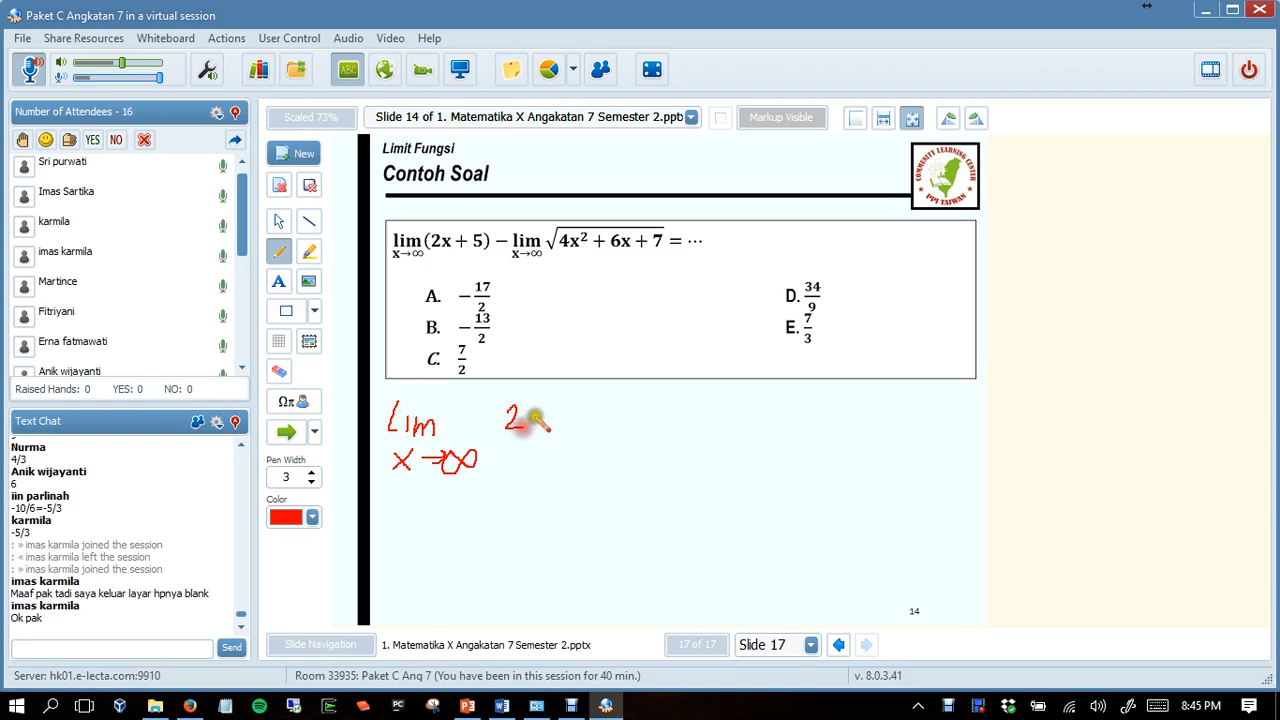 Paket C Angkatan 7 in a virtual session
File Share Resources Whiteboard Actions User Control Audio Video Help
ABC
Number of Attendees - 16
YES NO
Sri purwati
Imas Sartika
karmila
imas karmila
Martince
Fitriyani
Erna fatmawati
Anik wijayanti
Raised Hands: 0 YES: 0 NO: 0
Text Chat
Nurma
4/3
Anik wijayanti
6
iin parlinah
-10/6=-5/3
karmila
-5/3
: » imas karmila joined the session
: « imas karmila left the session
: » imas karmila joined the session
imas karmila
Maaf pak tadi saya keluar layar hpnya blank
imas karmila
Ok pak
Send
Scaled 73% Slide 14 of 1. Matematika X Angakatan 7 Semester 2.pptx Markup Visible
New
A
Ωπ
Pen Width
3
Color
Limit Fungsi
Contoh Soal
COMMUNITY LEARNING CENTER
PPI TAIWAN
lim x→∞ (2x + 5) − lim x→∞ √4x² + 6x + 7 = ⋯
A. −17/2 D. 34/9
B. −13/2 E. 7/3
C. 7/2
Lim 2
x→∞
14
Slide Navigation 1. Matematika X Angakatan 7 Semester 2.pptx 17 of 17 Slide 17
Server: hk01.e-lecta.com:9910 Room 33935: Paket C Ang 7 (You have been in this session for 40 min.) v. 8.0.3.41
8:45 PM